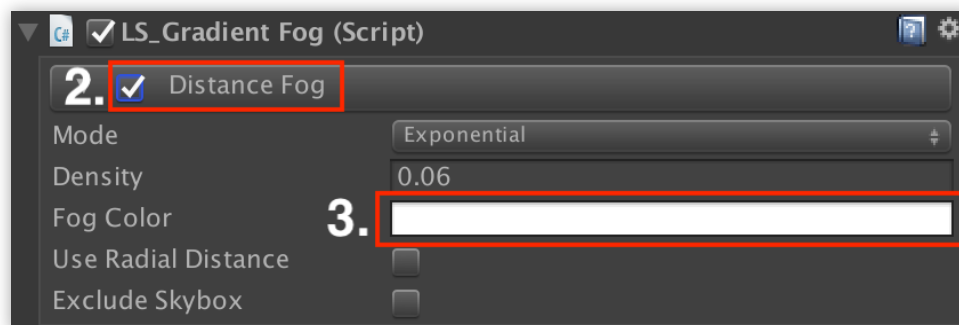 C# LS_Gradient Fog (Script) ?
2. Distance Fog
Mode Exponential
Density 0.06
Fog Color 3.
Use Radial Distance
Exclude Skybox